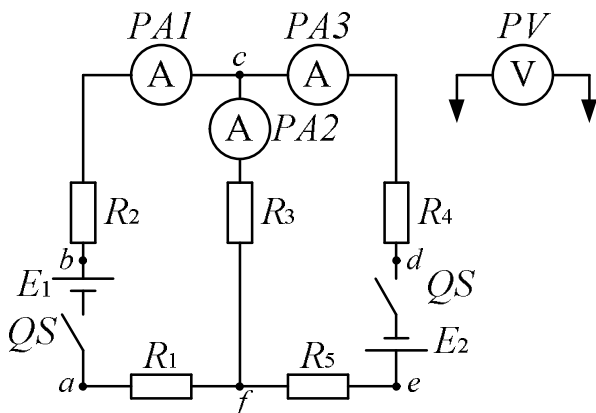 PA1 PA3 PV
c
A A V
A PA2
R2 R3 R4
b d
E1 QS
QS E2
R1 R5
a f e